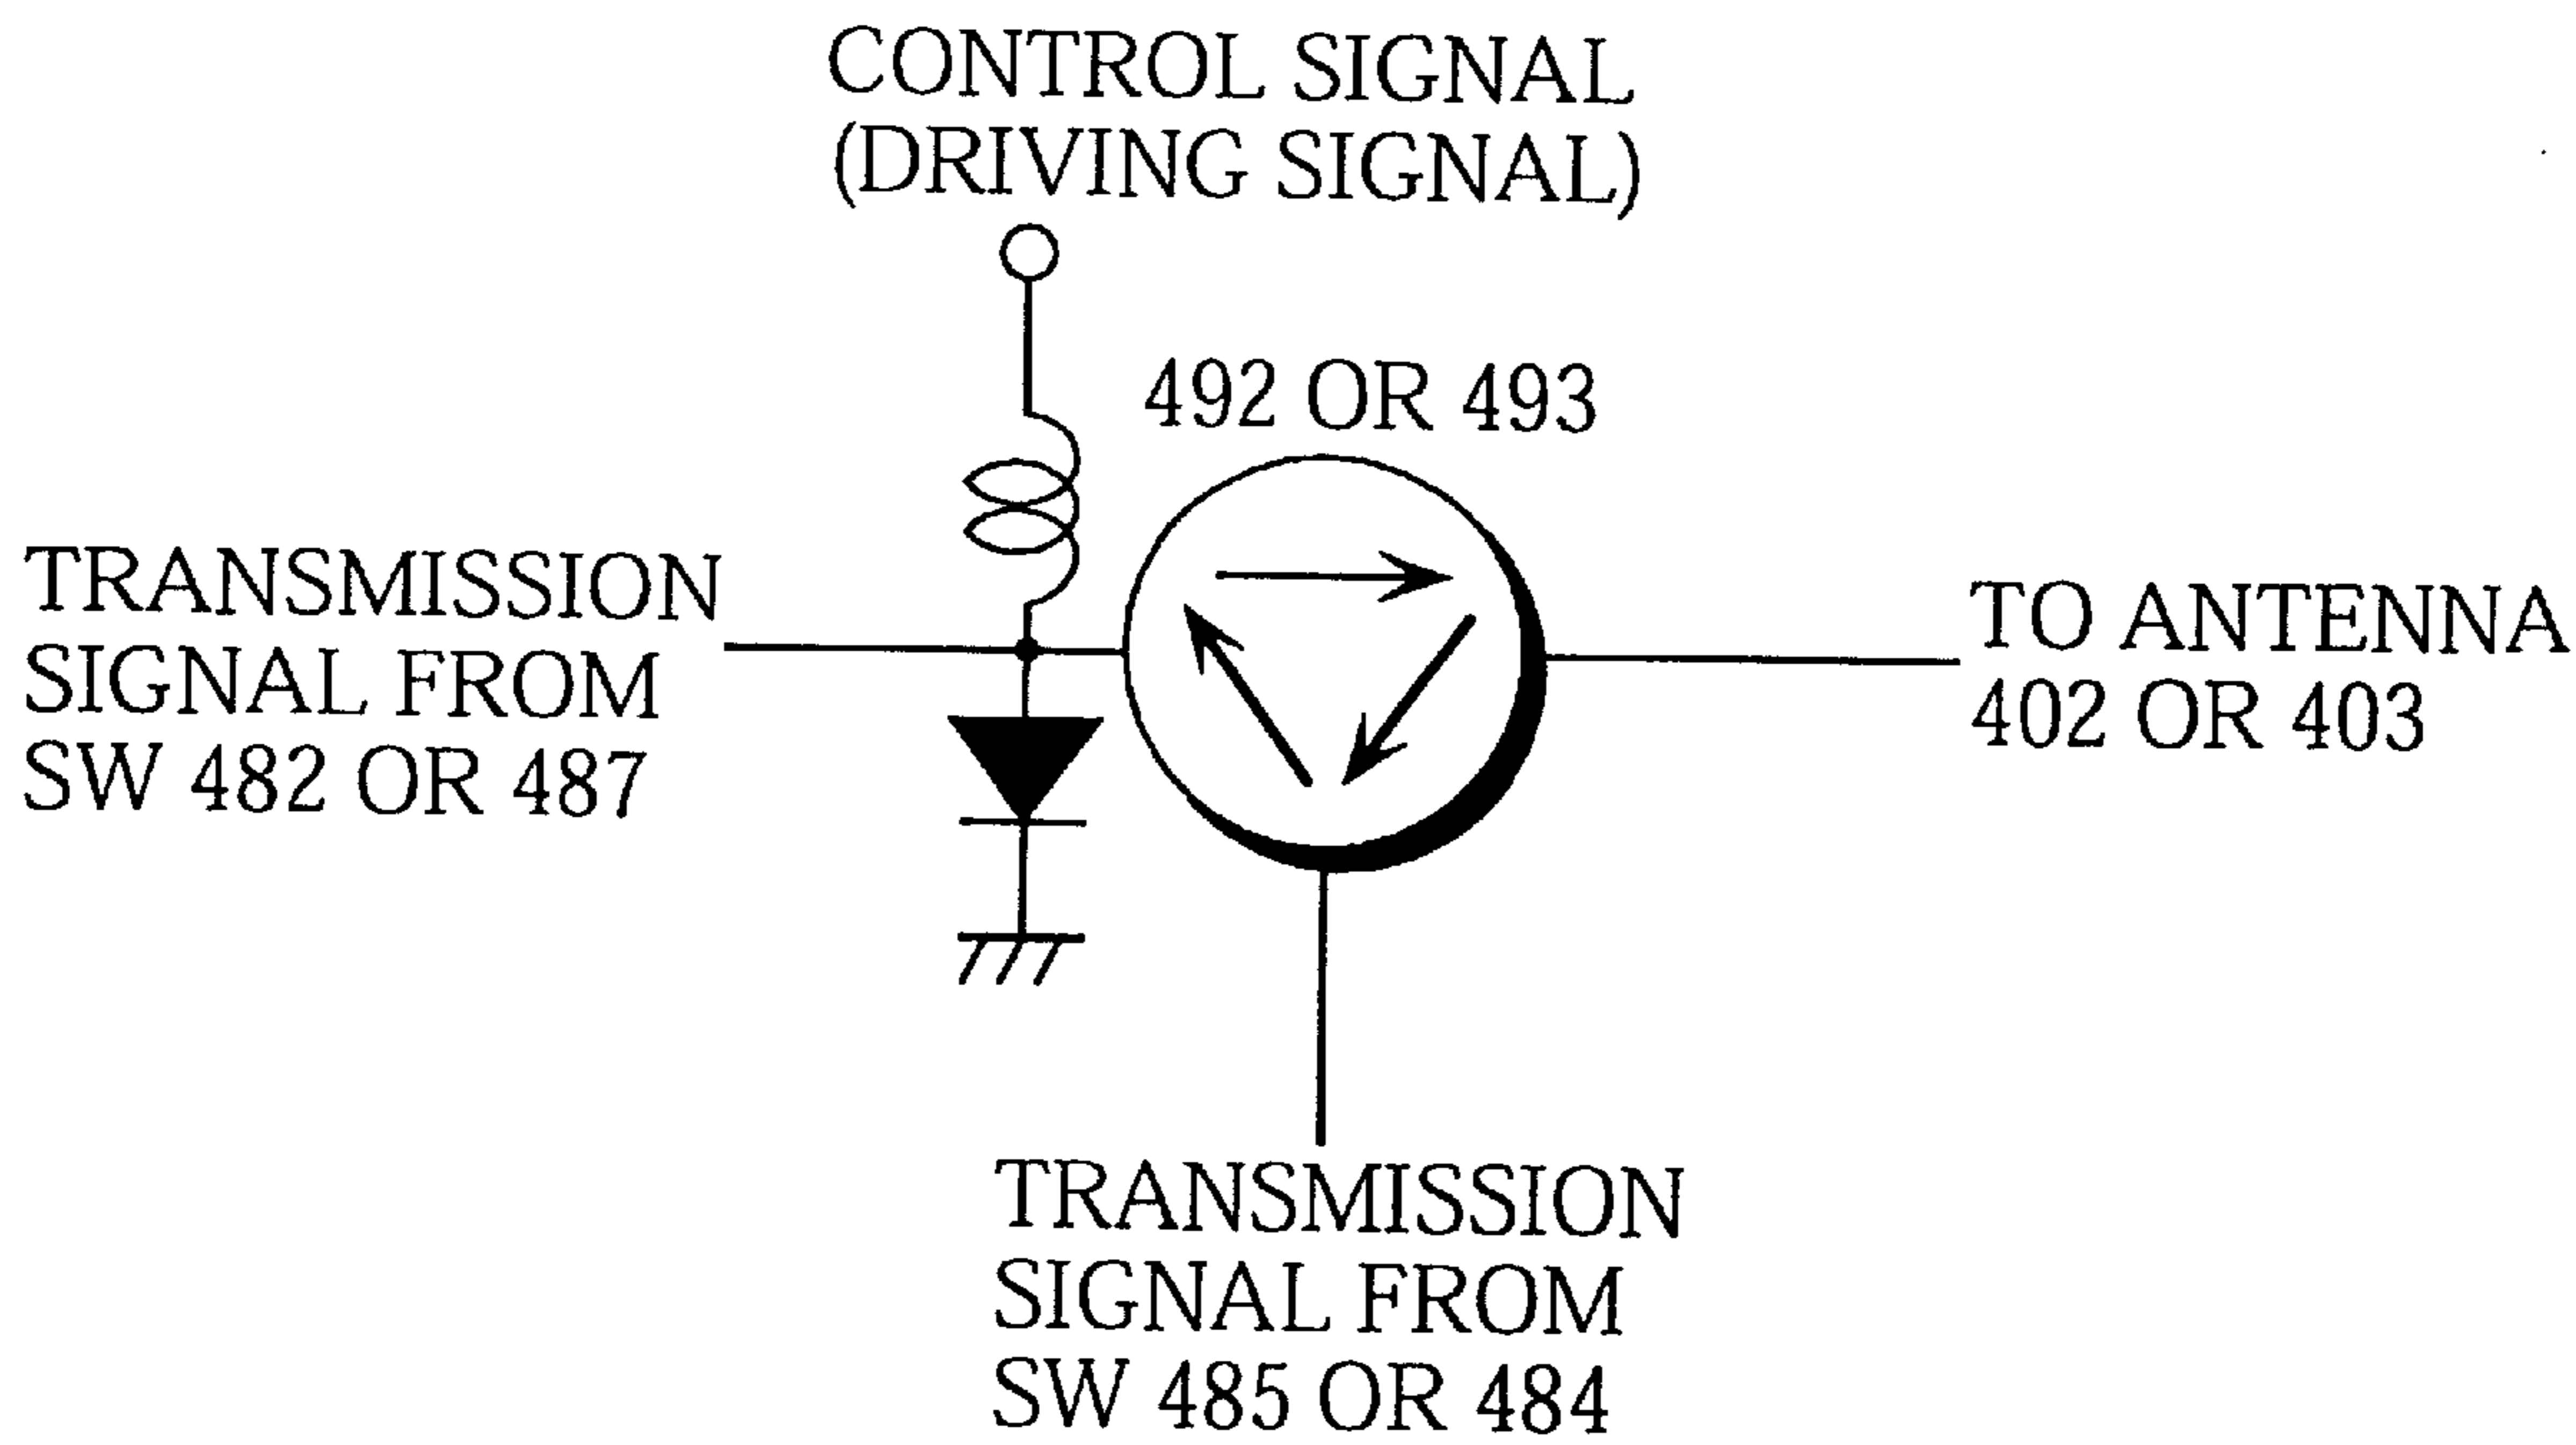 CONTROL SIGNAL
(DRIVING SIGNAL)
492 OR 493
TRANSMISSION
SIGNAL FROM
SW 482 OR 487
TO ANTENNA
402 OR 403
TRANSMISSION
SIGNAL FROM
SW 485 OR 484